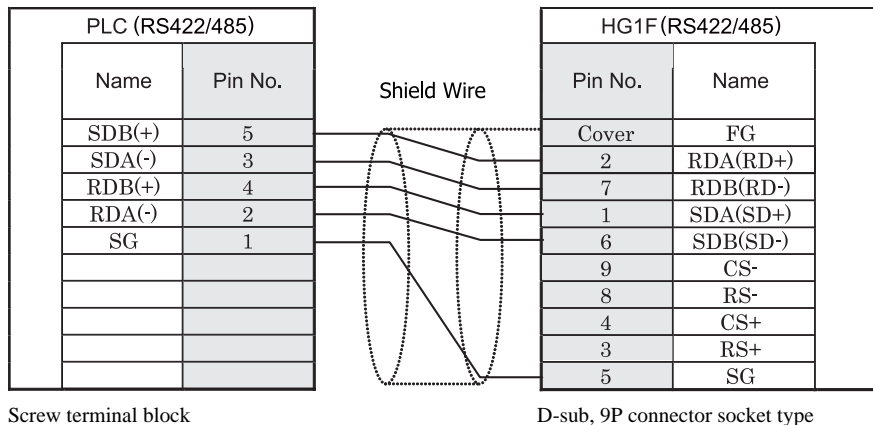 PLC (RS422/485) HG1F(RS422/485)
Name Pin No. Shield Wire Pin No. Name
SDB(+) 5 Cover FG
SDA(-) 3 2 RDA(RD+)
RDB(+) 4 7 RDB(RD-)
RDA(-) 2 1 SDA(SD+)
SG 1 6 SDB(SD-)
9 CS-
8 RS-
4 CS+
3 RS+
5 SG
Screw terminal block D-sub, 9P connector socket type